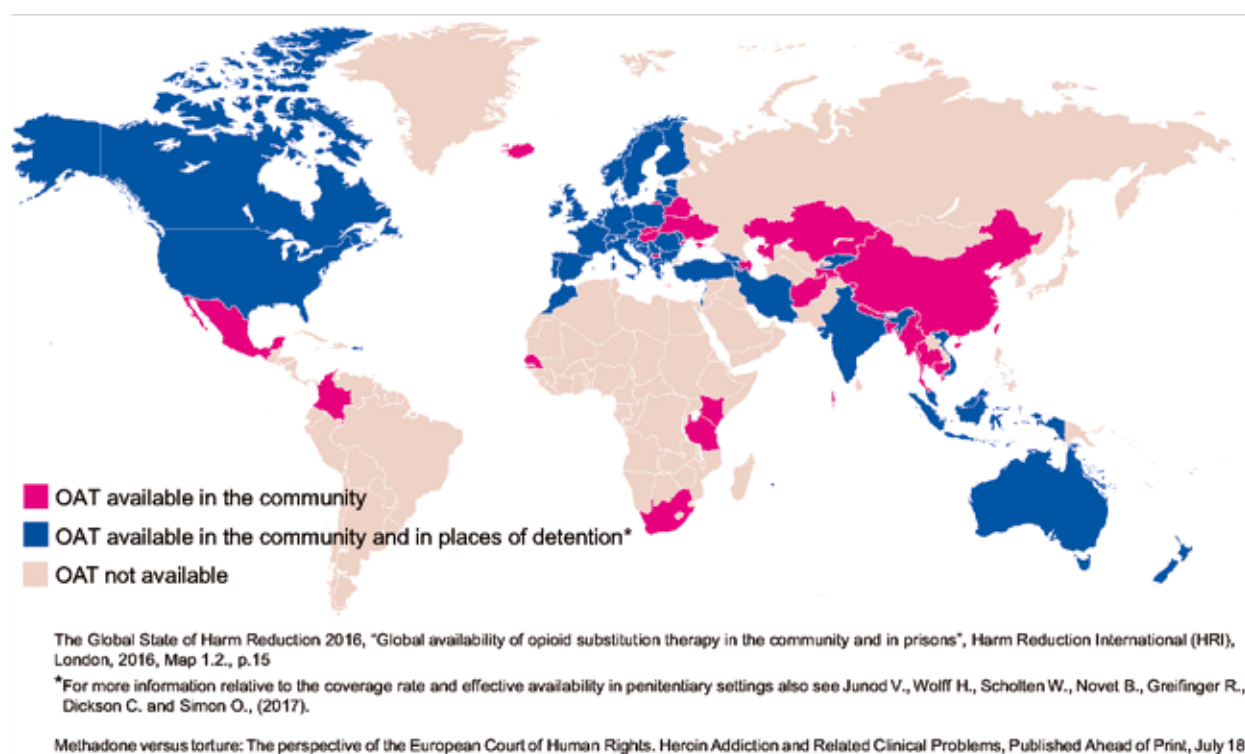 OAT available in the community
OAT available in the community and in places of detention*
OAT not available
The Global State of Harm Reduction 2016, "Global availability of opioid substitution therapy in the community and in prisons", Harm Reduction International (HRI),
London, 2016, Map 1.2., p.15
*For more information relative to the coverage rate and effective availability in penitentiary settings also see Junod V., Wolff H., Scholten W., Novet B., Greifinger R.,
Dickson C. and Simon O., (2017).
Methadone versus torture: The perspective of the European Court of Human Rights. Heroin Addiction and Related Clinical Problems, Published Ahead of Print, July 18